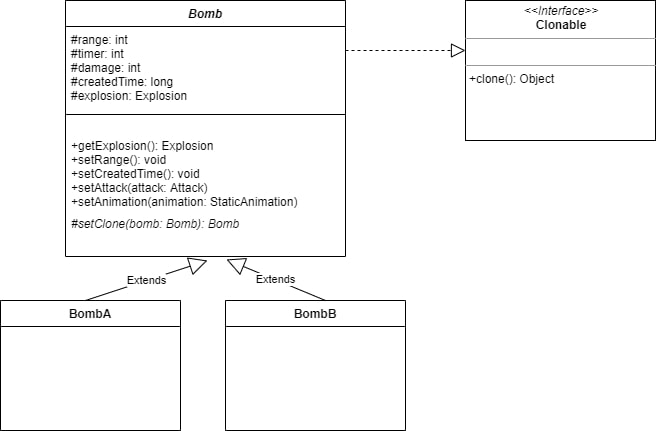 Bomb
#range: int
#timer: int
#damage: int
#createdTime: long
#explosion: Explosion
+getExplosion(): Explosion
+setRange(): void
+setCreatedTime(): void
+setAttack(attack: Attack)
+setAnimation(animation: StaticAnimation)
#setClone(bomb: Bomb): Bomb
<<Interface>>
Clonable
+clone(): Object
Extends
Extends
BombA
BombB